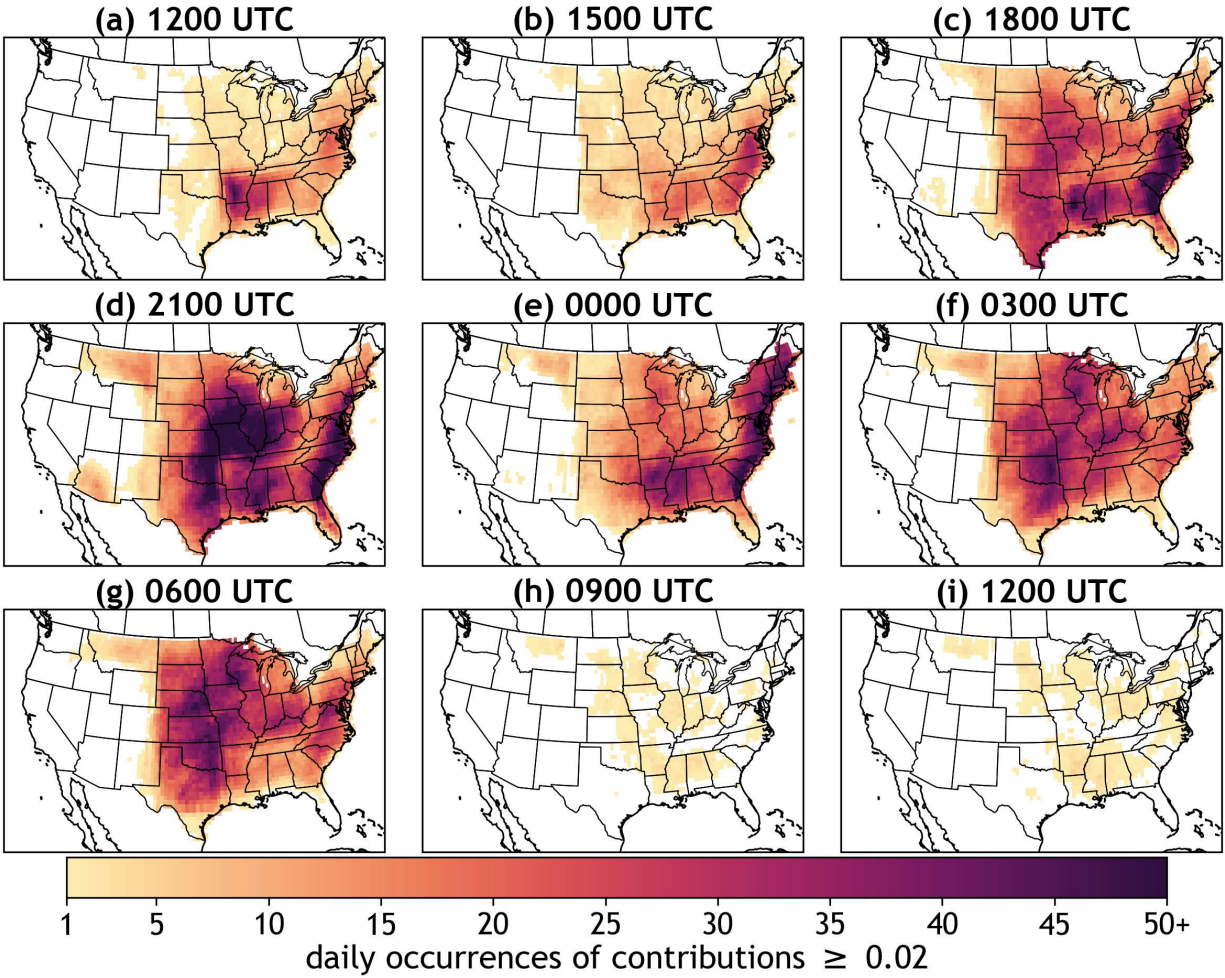 (a) 1200 UTC
(b) 1500 UTC
(c) 1800 UTC
(d) 2100 UTC
(e) 0000 UTC
(f) 0300 UTC
(g) 0600 UTC
(h) 0900 UTC
(i) 1200 UTC
1 5 10 15 20 25 30 35 40 45 50+
daily occurrences of contributions ≥ 0.02